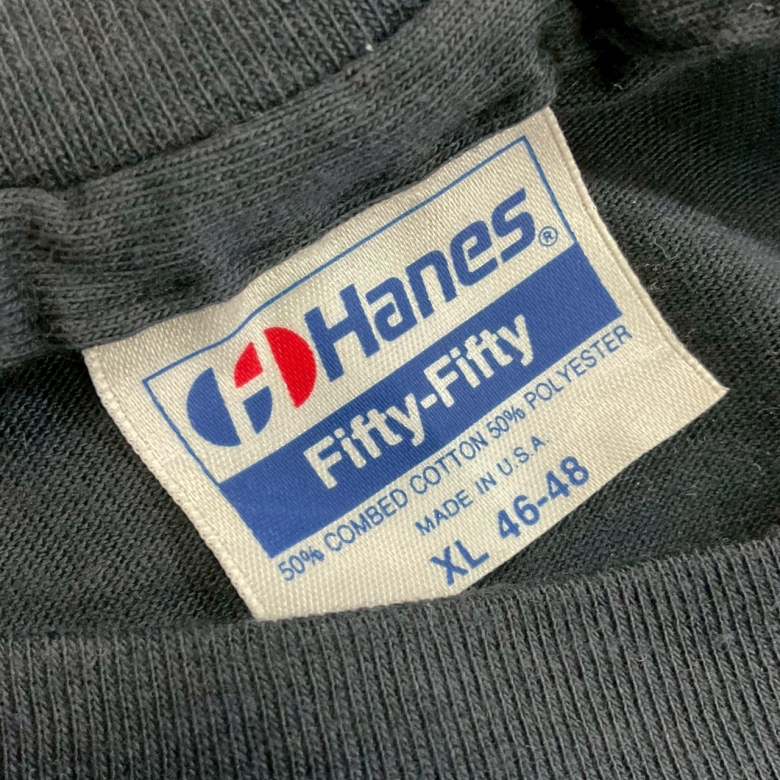 Hanes®
Fifty-Fifty
50% COMBED COTTON 50% POLYESTER
MADE IN U.S.A.
XL 46-48